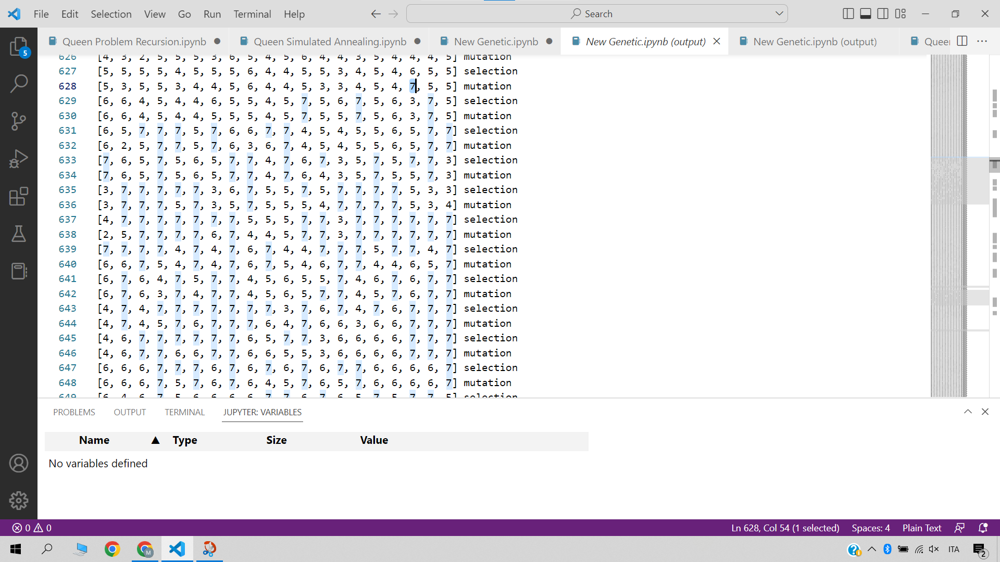 File Edit Selection View Go Run Terminal Help
Search
Queen Problem Recursion.ipynb
Queen Simulated Annealing.ipynb
New Genetic.ipynb
New Genetic.ipynb (output)
New Genetic.ipynb (output)
Queer
5
626 [4, 3, 2, 5, 5, 5, 3, 6, 5, 4, 5, 6, 4, 4, 3, 5, 4, 4, 4, 5] mutation
627 [5, 5, 5, 5, 4, 5, 5, 5, 6, 4, 4, 5, 5, 3, 4, 5, 4, 6, 5, 5] selection
628 [5, 3, 5, 5, 3, 4, 4, 5, 6, 4, 4, 5, 3, 3, 4, 5, 4, 7, 5, 5] mutation
629 [6, 6, 4, 5, 4, 4, 6, 5, 5, 4, 5, 7, 5, 6, 7, 5, 6, 3, 7, 5] selection
630 [6, 6, 4, 5, 4, 4, 5, 5, 5, 4, 5, 7, 5, 5, 7, 5, 6, 3, 7, 5] mutation
631 [6, 5, 7, 7, 7, 5, 7, 6, 6, 7, 7, 4, 5, 4, 5, 5, 6, 5, 7, 7] selection
632 [6, 2, 5, 7, 7, 5, 7, 6, 3, 6, 7, 4, 5, 4, 5, 5, 6, 5, 7, 7] mutation
633 [7, 6, 5, 7, 5, 6, 5, 7, 7, 4, 7, 6, 7, 3, 5, 7, 5, 7, 7, 3] selection
634 [7, 6, 5, 7, 5, 6, 5, 7, 7, 4, 7, 6, 4, 3, 5, 7, 5, 5, 7, 3] mutation
635 [3, 7, 7, 7, 7, 7, 3, 6, 7, 5, 5, 7, 5, 7, 7, 7, 7, 5, 3, 3] selection
636 [3, 7, 7, 7, 5, 7, 3, 5, 7, 5, 5, 5, 4, 7, 7, 7, 7, 5, 3, 4] mutation
637 [4, 7, 7, 7, 7, 7, 7, 7, 5, 5, 5, 7, 7, 3, 7, 7, 7, 7, 7, 7] selection
638 [2, 5, 7, 7, 7, 7, 6, 7, 4, 4, 5, 7, 7, 3, 7, 7, 7, 7, 7, 7] mutation
639 [7, 7, 7, 7, 4, 7, 4, 7, 6, 7, 4, 4, 7, 7, 7, 5, 7, 7, 4, 7] selection
640 [6, 6, 7, 5, 4, 7, 4, 7, 6, 7, 5, 4, 6, 7, 7, 4, 4, 6, 5, 7] mutation
641 [6, 7, 6, 4, 7, 5, 7, 7, 4, 5, 6, 5, 5, 7, 4, 6, 7, 6, 7, 7] selection
642 [6, 7, 6, 3, 7, 4, 7, 7, 4, 5, 6, 5, 7, 7, 4, 5, 7, 6, 7, 7] mutation
643 [4, 7, 4, 7, 7, 7, 7, 7, 7, 7, 3, 7, 6, 7, 4, 7, 6, 7, 7, 7] selection
644 [4, 7, 4, 5, 7, 6, 7, 7, 7, 6, 4, 7, 6, 6, 3, 6, 6, 7, 7, 7] mutation
645 [4, 6, 7, 7, 7, 7, 7, 7, 6, 5, 7, 7, 3, 6, 6, 6, 6, 7, 7, 7] selection
646 [4, 6, 7, 7, 6, 6, 7, 7, 6, 6, 5, 5, 3, 6, 6, 6, 6, 7, 7, 7] mutation
647 [6, 6, 6, 7, 7, 7, 6, 7, 6, 7, 6, 7, 6, 7, 7, 6, 6, 6, 6, 7] selection
648 [6, 6, 6, 7, 5, 7, 6, 7, 6, 4, 5, 7, 6, 5, 7, 6, 6, 6, 6, 7] mutation
649 [6, 4, 6, 7, 5, 6, 6, 6, 6, 7, 7, 6, 7, 6, 5, 7, 5, 7, 7, 5] selection
PROBLEMS OUTPUT TERMINAL JUPYTER: VARIABLES
Name ▲ Type Size Value
No variables defined
0 0 Ln 628, Col 54 (1 selected) Spaces: 4 Plain Text
M ITA 2